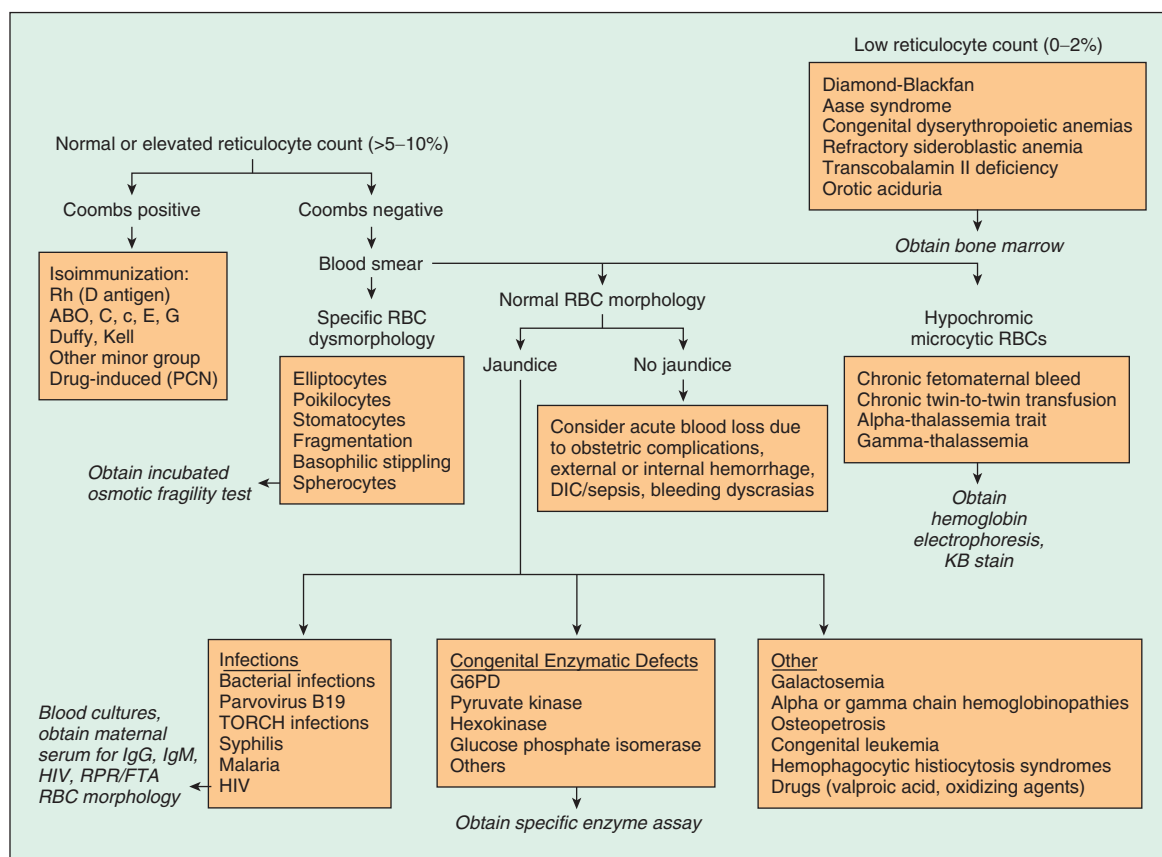 Low reticulocyte count (0–2%)
Diamond-Blackfan
Aase syndrome
Congenital dyserythropoietic anemias
Refractory sideroblastic anemia
Transcobalamin II deficiency
Orotic aciduria
Obtain bone marrow
Normal or elevated reticulocyte count (>5–10%)
Coombs positive
Coombs negative
Isoimmunization:
Rh (D antigen)
ABO, C, c, E, G
Duffy, Kell
Other minor group
Drug-induced (PCN)
Blood smear
Specific RBC
dysmorphology
Elliptocytes
Poikilocytes
Stomatocytes
Fragmentation
Basophilic stippling
Spherocytes
Obtain incubated
osmotic fragility test
Normal RBC morphology
Jaundice
No jaundice
Consider acute blood loss due
to obstetric complications,
external or internal hemorrhage,
DIC/sepsis, bleeding dyscrasias
Hypochromic
microcytic RBCs
Chronic fetomaternal bleed
Chronic twin-to-twin transfusion
Alpha-thalassemia trait
Gamma-thalassemia
Obtain
hemoglobin
electrophoresis,
KB stain
Infections
Bacterial infections
Parvovirus B19
TORCH infections
Syphilis
Malaria
HIV
Blood cultures,
obtain maternal
serum for IgG, IgM,
HIV, RPR/FTA
RBC morphology
Congenital Enzymatic Defects
G6PD
Pyruvate kinase
Hexokinase
Glucose phosphate isomerase
Others
Obtain specific enzyme assay
Other
Galactosemia
Alpha or gamma chain hemoglobinopathies
Osteopetrosis
Congenital leukemia
Hemophagocytic histiocytosis syndromes
Drugs (valproic acid, oxidizing agents)